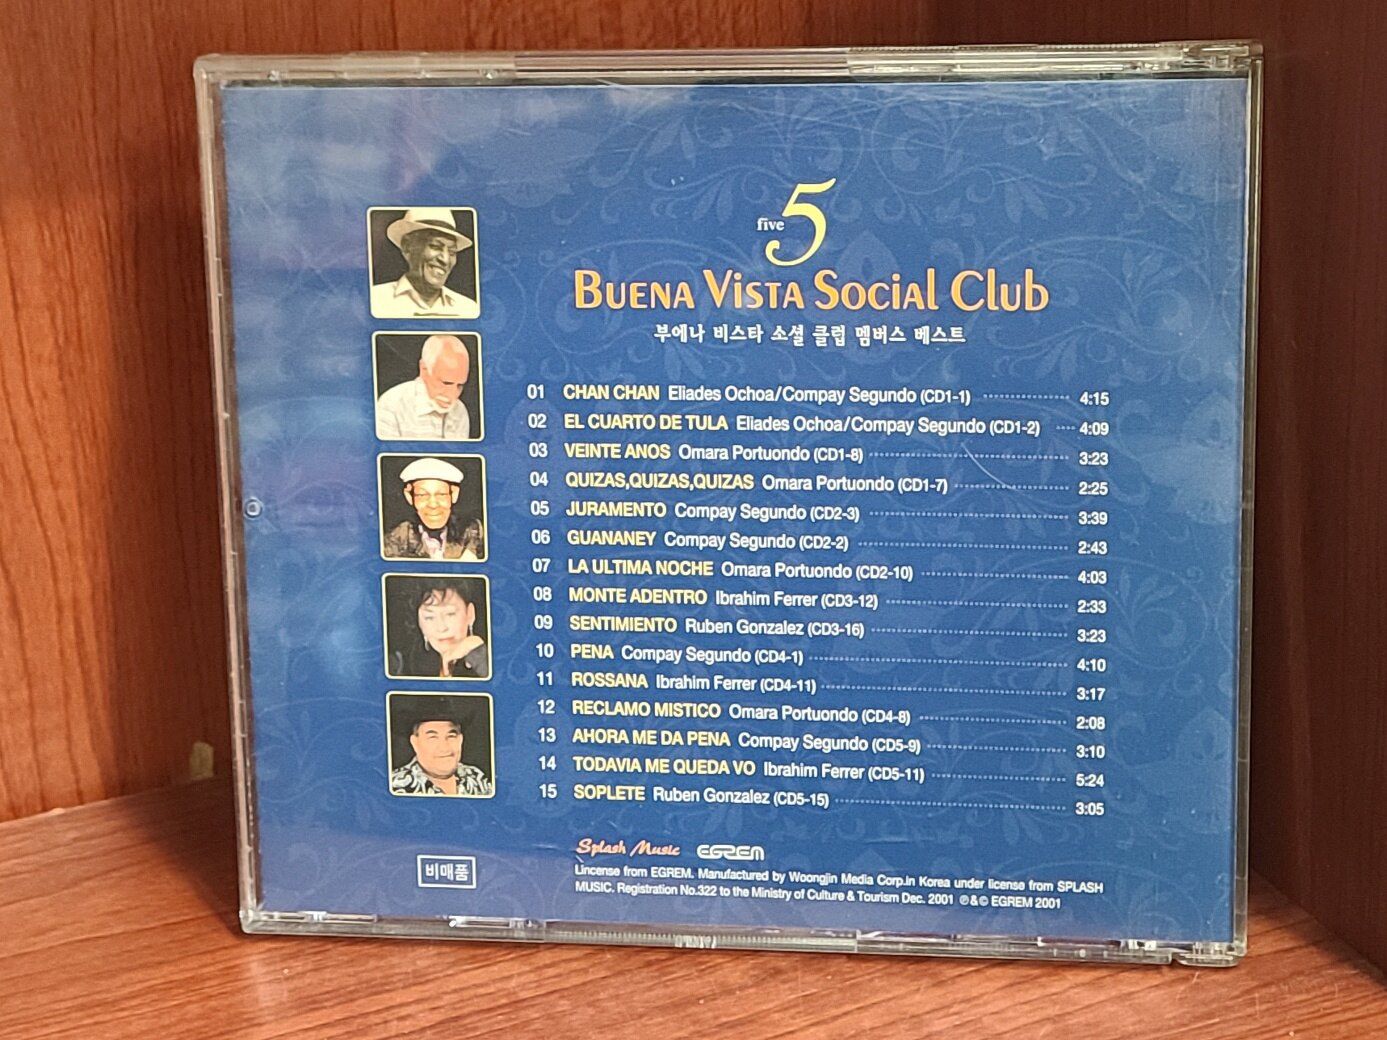 five 5
BUENA VISTA SOCIAL CLUB
부에나 비스타 소셜 클럽 멤버스 베스트
01 CHAN CHAN Eliades Ochoa/Compay Segundo (CD1-1) 4:15
02 EL CUARTO DE TULA Eliades Ochoa/Compay Segundo (CD1-2) 4:09
03 VEINTE ANOS Omara Portuondo (CD1-8) 3:23
04 QUIZAS,QUIZAS,QUIZAS Omara Portuondo (CD1-7) 2:25
05 JURAMENTO Compay Segundo (CD2-3) 3:39
06 GUANANEY Compay Segundo (CD2-2) 2:43
07 LA ULTIMA NOCHE Omara Portuondo (CD2-10) 4:03
08 MONTE ADENTRO Ibrahim Ferrer (CD3-12) 2:33
09 SENTIMIENTO Ruben Gonzalez (CD3-16) 3:23
10 PENA Compay Segundo (CD4-1) 4:10
11 ROSSANA Ibrahim Ferrer (CD4-11) 3:17
12 RECLAMO MISTICO Omara Portuondo (CD4-8) 2:08
13 AHORA ME DA PENA Compay Segundo (CD5-9) 3:10
14 TODAVIA ME QUEDA VO Ibrahim Ferrer (CD5-11) 5:24
15 SOPLETE Ruben Gonzalez (CD5-15) 3:05
Splash Music EGREM
비매품
Lincense from EGREM. Manufactured by Woongjin Media Corp.in Korea under license from SPLASH
MUSIC. Registration No.322 to the Ministry of Culture & Tourism Dec. 2001 ℗&© EGREM 2001